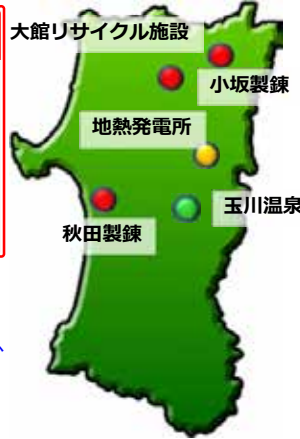 大館リサイクル施設
小坂製錬
地熱発電所
玉川温泉
秋田製錬